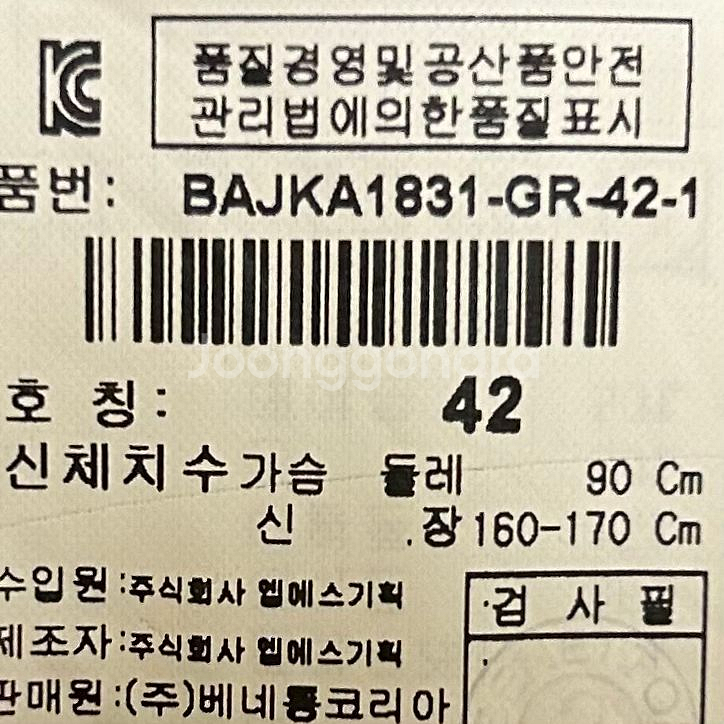 품질경영및공산품안전
관리법에의한품질표시
품번: BAJKA1831-GR-42-1
Joonggonara
호 칭: 42
신체치수 가슴 둘레 90 Cm
신 장 160-170 Cm
수입원:주식회사 엘에스기획
제조자:주식회사 엘에스기획
판매원:(주)베네통코리아
검 사 필